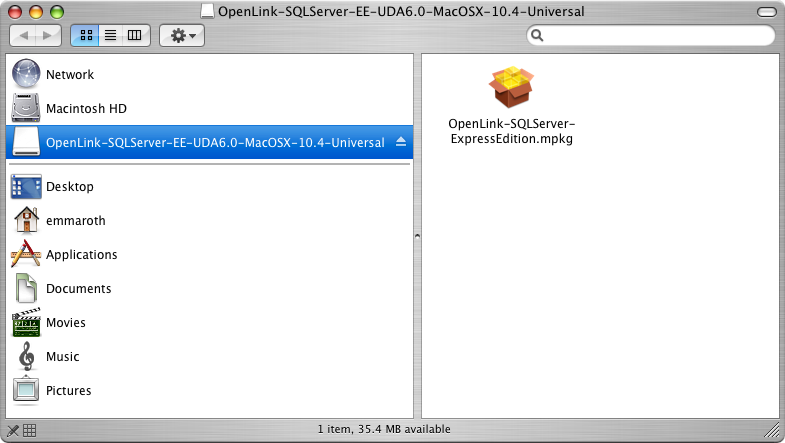 OpenLink-SQLServer-EE-UDA6.0-MacOSX-10.4-Universal
Network
Macintosh HD
OpenLink-SQLServer-EE-UDA6.0-MacOSX-10.4-Universal
Desktop
emmaroth
Applications
Documents
Movies
Music
Pictures
OpenLink-SQLServer-
ExpressEdition.mpkg
1 item, 35.4 MB available